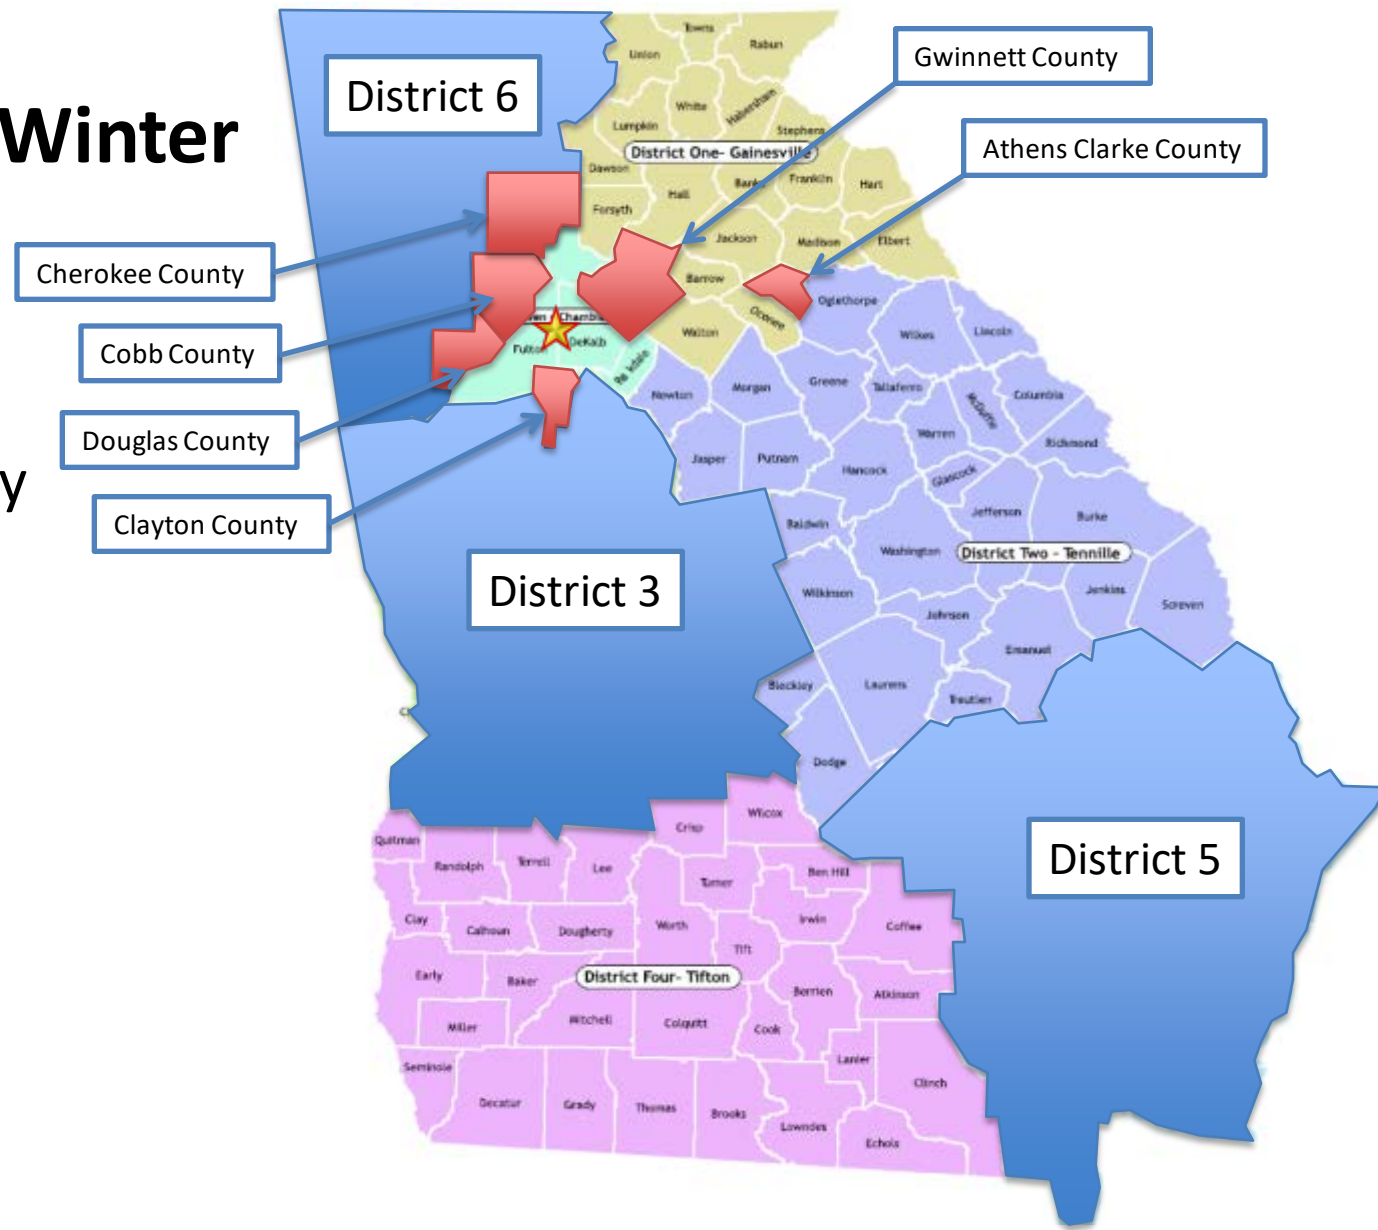 Winter
y
District 6
Gwinnett County
Athens Clarke County
Cherokee County
Cobb County
Douglas County
Clayton County
District 3
District 5
Towns
Union
Rabun
White
Habersham
Lumpkin
Stephens
District One- Gainesville
Dawson
Banks
Franklin
Hart
Hall
Forsyth
Jackson
Madison
Elbert
Barrow
Oconee
Walton
Oglethorpe
Wilkes
Lincoln
Fulton
DeKalb
Newton
Morgan
Greene
Taliaferro
McDuffie
Columbia
Warren
Richmond
Jasper
Putnam
Hancock
Glascock
Jefferson
Burke
Baldwin
Washington
District Two - Tennille
Wilkinson
Jenkins
Screven
Johnson
Emanuel
Bleckley
Laurens
Treutlen
Dodge
Wilcox
Crisp
Quitman
Randolph
Terrell
Lee
Turner
Ben Hill
Clay
Calhoun
Dougherty
Worth
Irwin
Coffee
Tift
Early
Baker
District Four- Tifton
Berrien
Atkinson
Miller
Mitchell
Colquitt
Cook
Lanier
Clinch
Seminole
Decatur
Grady
Thomas
Brooks
Lowndes
Echols